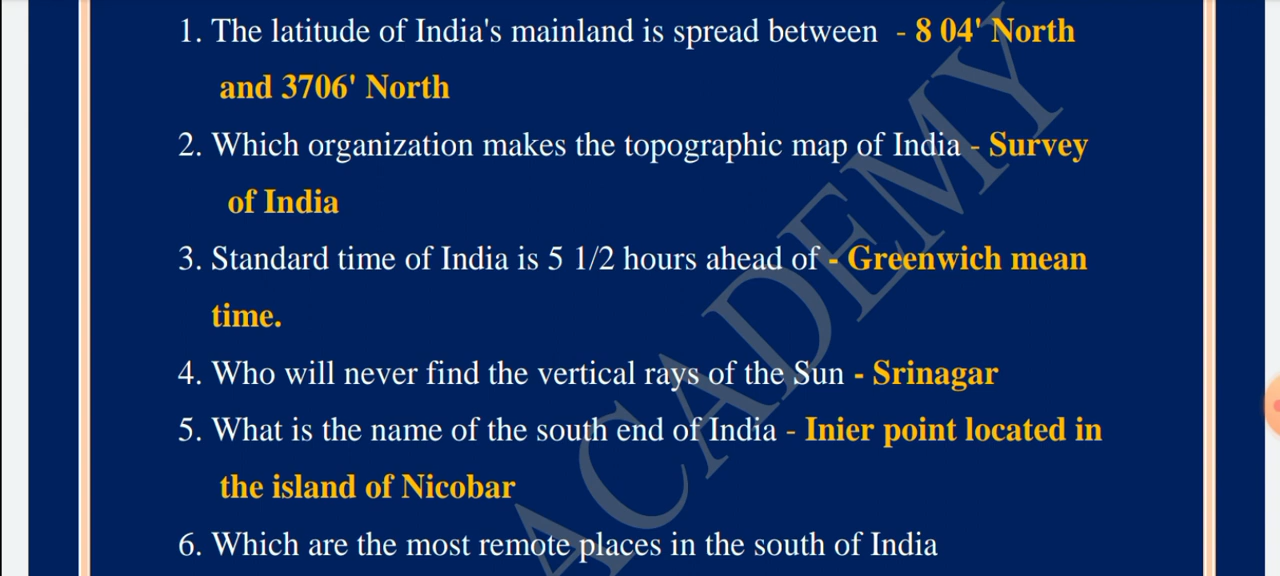 1. The latitude of India's mainland is spread between - 8 04' North
and 3706' North
2. Which organization makes the topographic map of India - Survey
of India
3. Standard time of India is 5 1/2 hours ahead of - Greenwich mean
time.
4. Who will never find the vertical rays of the Sun - Srinagar
5. What is the name of the south end of India - Inier point located in
the island of Nicobar
6. Which are the most remote places in the south of India
ACADEMY